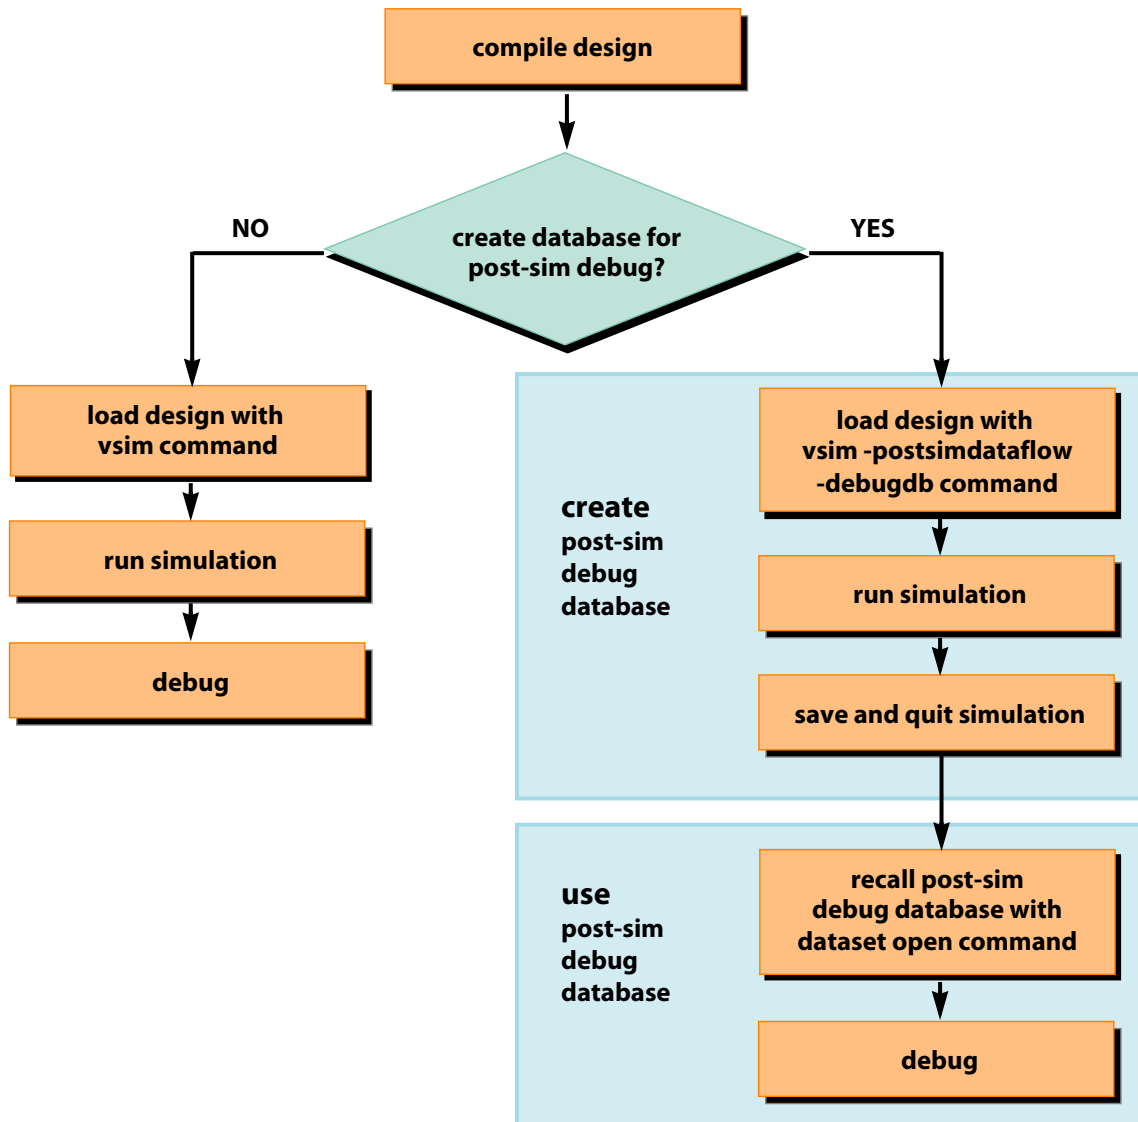 compile design
create database for
post-sim debug?
NO
YES
load design with
vsim command
run simulation
debug
create
post-sim
debug
database
load design with
vsim -postsimdataflow
-debugdb command
run simulation
save and quit simulation
use
post-sim
debug
database
recall post-sim
debug database with
dataset open command
debug